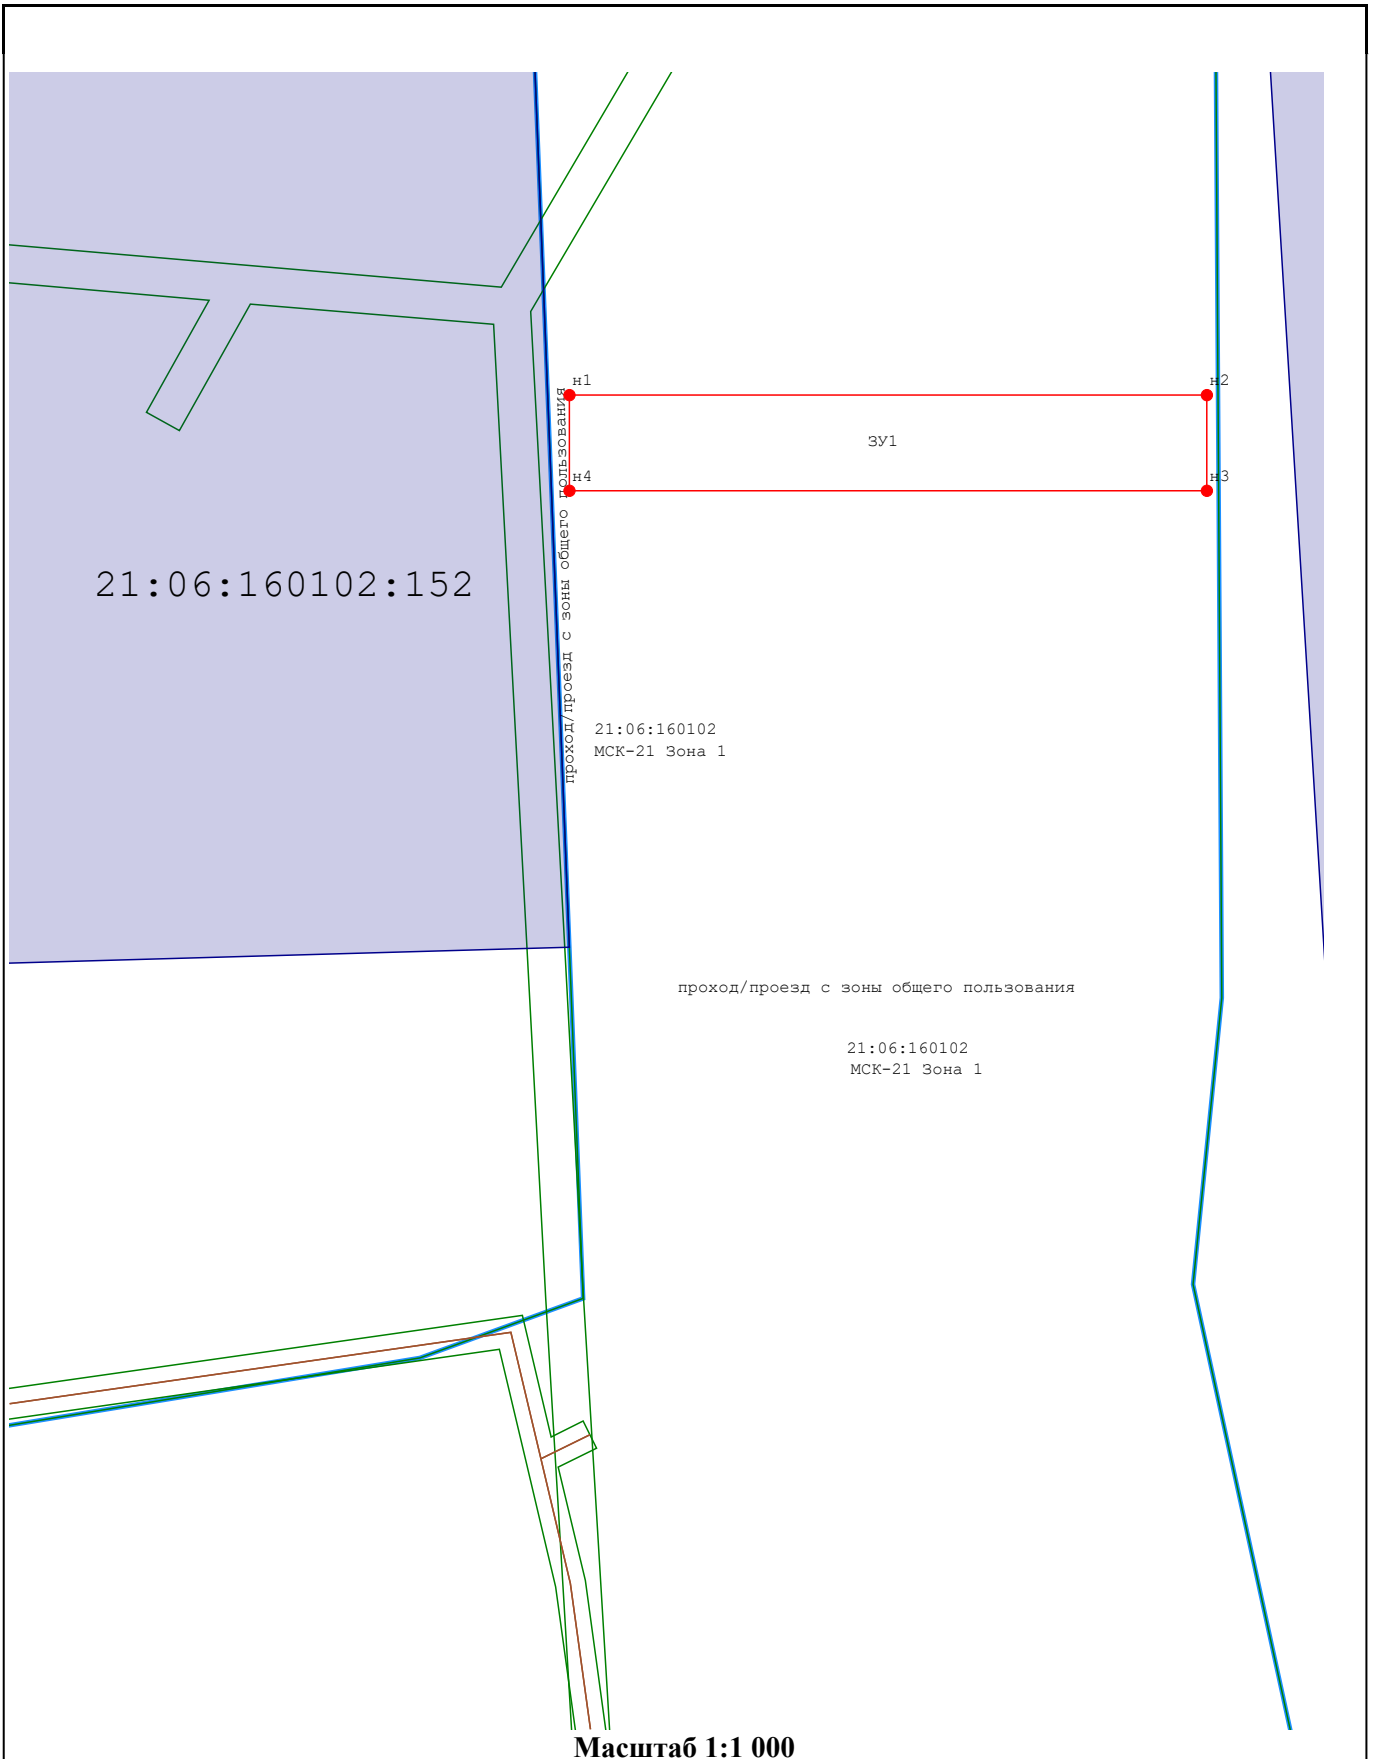 н1
н2
ЗУ1
н4
н3
проход/проезд с зоны общего пользования
21:06:160102:152
21:06:160102
МСК-21 Зона 1
проход/проезд с зоны общего пользования
21:06:160102
МСК-21 Зона 1
Масштаб 1:1 000